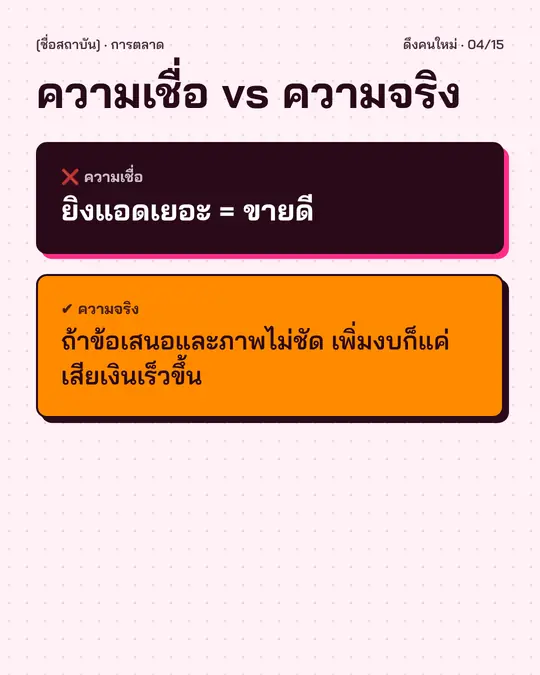 [ชื่อสถาบัน] · การตลาด
ดึงคนใหม่ · 04/15
ความเชื่อ vs ความจริง
❌ ความเชื่อ
ยิงแอดเยอะ = ขายดี
✔ ความจริง
ถ้าข้อเสนอและภาพไม่ชัด เพิ่มงบก็แค่
เสียเงินเร็วขึ้น